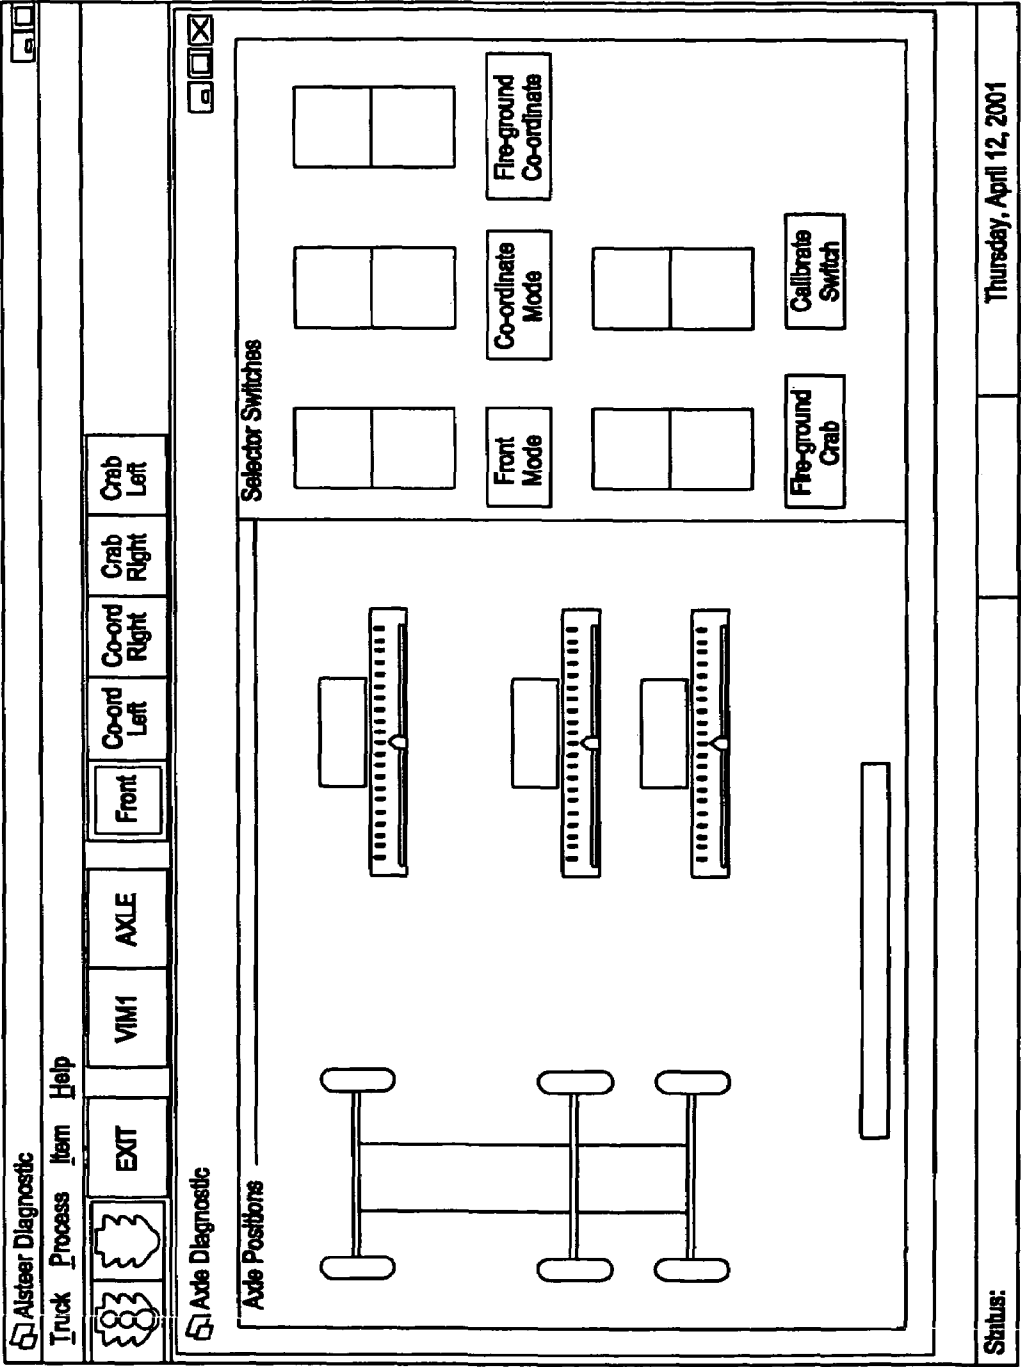 Alsteer Diagnostic
Truck Process Item Help
EXIT VIM1 AXLE Front
Co-ord
Left
Co-ord
Right
Crab
Right
Crab
Left
Axle Diagnostic
Axle Positions
Selector Switches
Front
Mode
Co-ordinate
Mode
Fire-ground
Co-ordinate
Fire-ground
Crab
Calibrate
Switch
Status:
Thursday, April 12, 2001